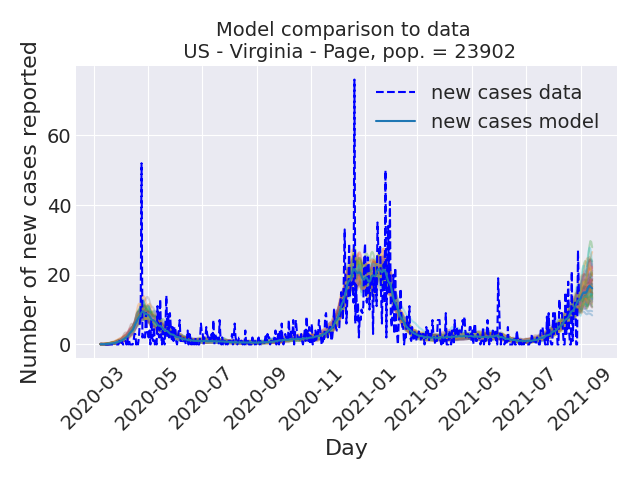 Model comparison to data
US - Virginia - Page, pop. = 23902
Number of new cases reported
60
40
20
0
new cases data
new cases model
2020-03
2020-05
2020-07
2020-09
2020-11
2021-01
2021-03
2021-05
2021-07
2021-09
Day